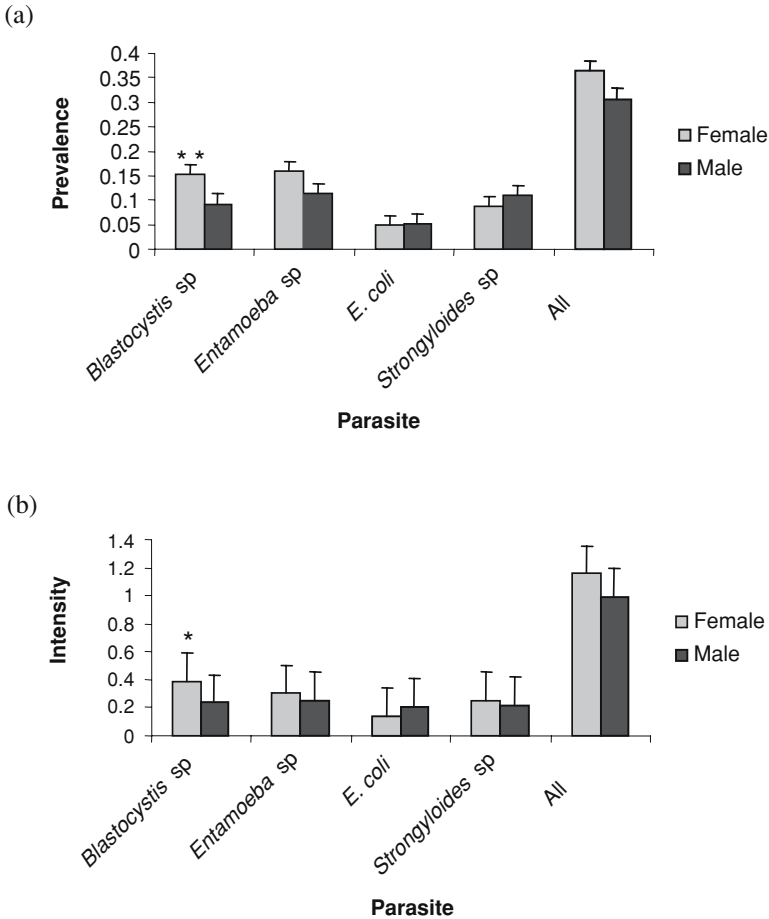 (a)
0.4
0.35
0.3
0.25
0.2
0.15
0.1
0.05
0
Prevalence
* *
Female
Male
Blastocystis sp
Entamoeba sp
E. coli
Strongyloides sp
All
Parasite
(b)
1.4
1.2
1
0.8
0.6
0.4
0.2
0
Intensity
*
Female
Male
Blastocystis sp
Entamoeba sp
E. coli
Strongyloides sp
All
Parasite